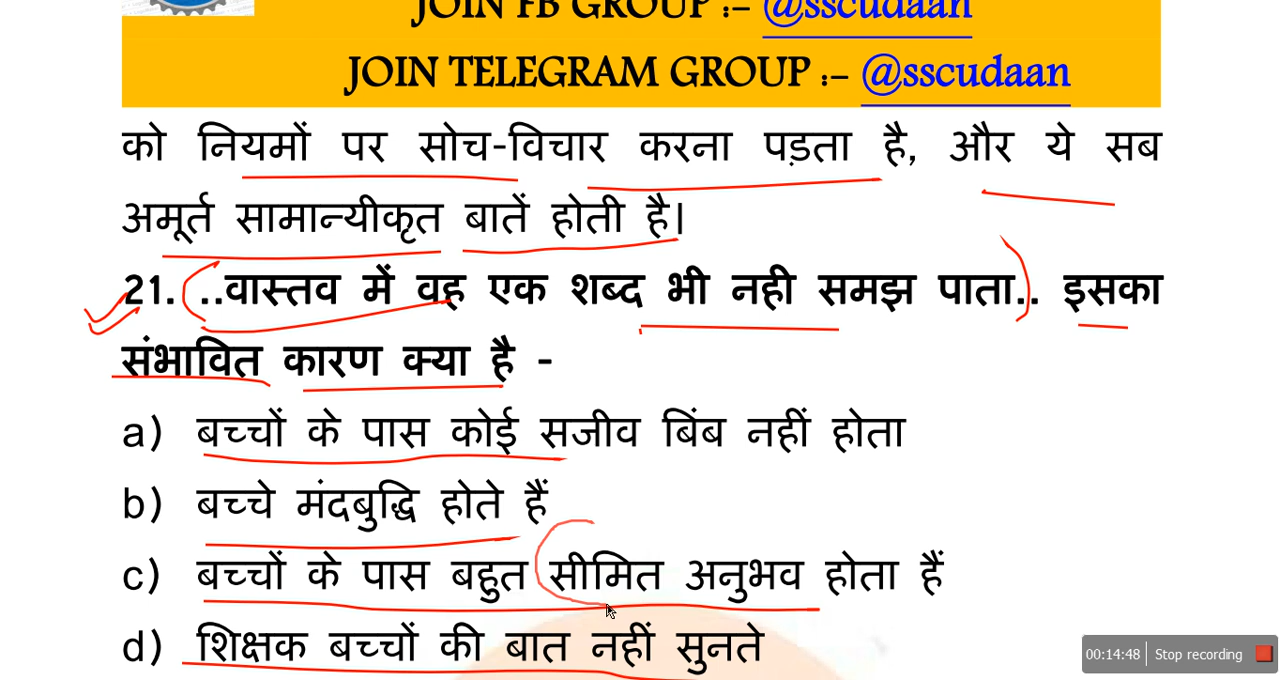 JOIN FB GROUP :– @sscudaan
JOIN TELEGRAM GROUP :– @sscudaan
को नियमों पर सोच-विचार करना पड़ता है, और ये सब
अमूर्त सामान्यीकृत बातें होती है।
21. ..वास्तव में वह एक शब्द भी नही समझ पाता.. इसका
संभावित कारण क्या है -
a) बच्चों के पास कोई सजीव बिंब नहीं होता
b) बच्चे मंदबुद्धि होते हैं
c) बच्चों के पास बहुत सीमित अनुभव होता हैं
d) शिक्षक बच्चों की बात नहीं सुनते
00:14:48 Stop recording